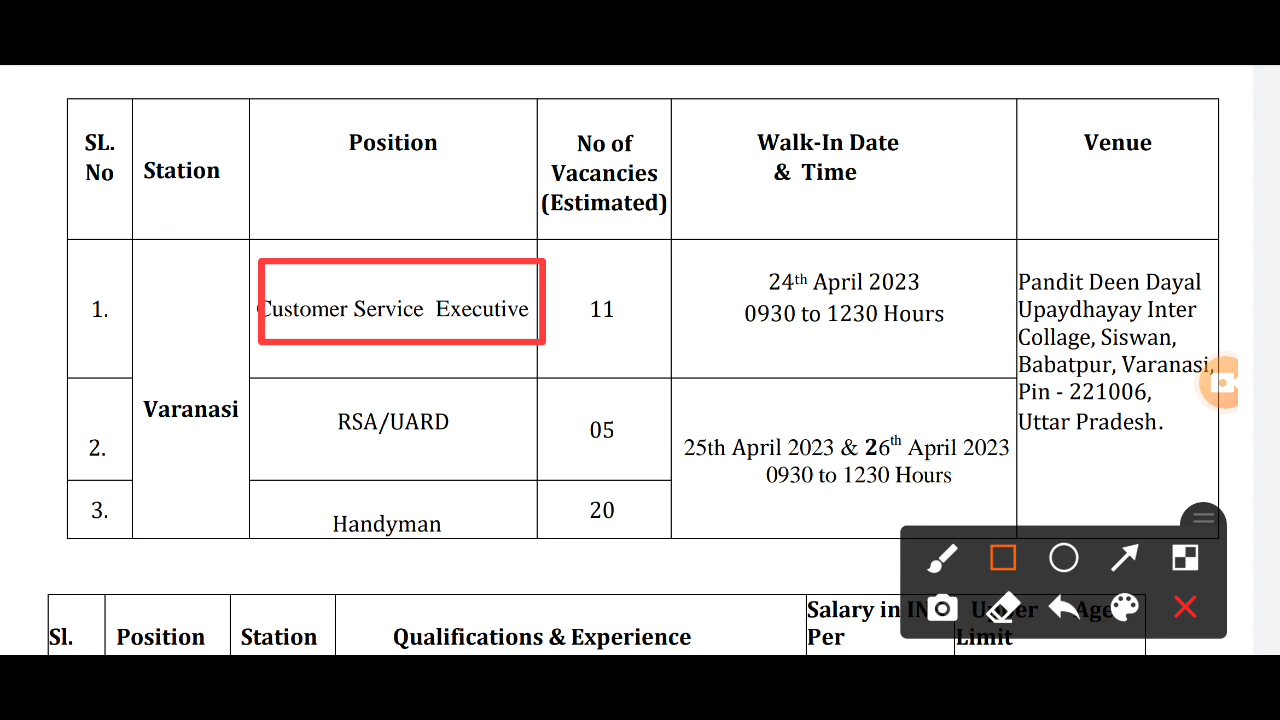 SL.
No
Station
Position
No of
Vacancies
(Estimated)
Walk-In Date
& Time
Venue
1.
Varanasi
Customer Service Executive
11
24th April 2023
0930 to 1230 Hours
Pandit Deen Dayal
Upaydhayay Inter
Collage, Siswan,
Babatpur, Varanasi,
Pin - 221006,
Uttar Pradesh.
2.
RSA/UARD
05
25th April 2023 & 26th April 2023
0930 to 1230 Hours
3.
Handyman
20
Sl.
Position
Station
Qualifications & Experience
Salary in
Per
Age
Limit